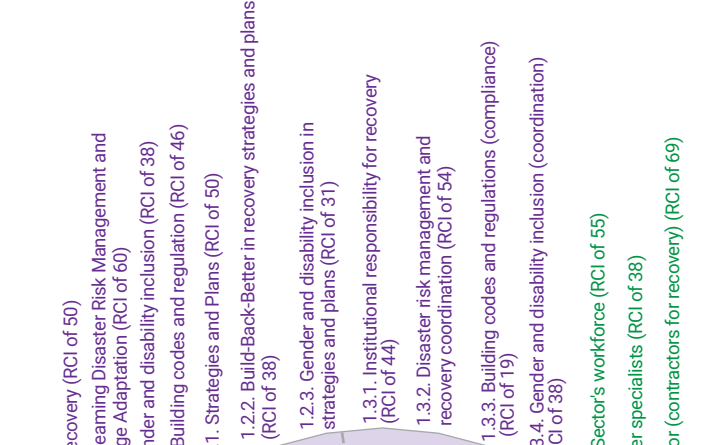 (RCI of 50)
Disaster Risk Management and
Adaptation (RCI of 60)
and disability inclusion (RCI of 38)
Building codes and regulation (RCI of 46)
1. Strategies and Plans (RCI of 50)
1.2.2. Build-Back-Better in recovery strategies and plans
(RCI of 38)
1.2.3. Gender and disability inclusion in
strategies and plans (RCI of 31)
1.3.1. Institutional responsibility for recovery
(RCI of 44)
1.3.2. Disaster risk management and
recovery coordination (RCI of 54)
1.3.3. Building codes and regulations (compliance)
(RCI of 19)
3.4. Gender and disability inclusion (coordination)
CI of 38)
Sector's workforce (RCI of 55)
specialists (RCI of 38)
(contractors for recovery) (RCI of 69)